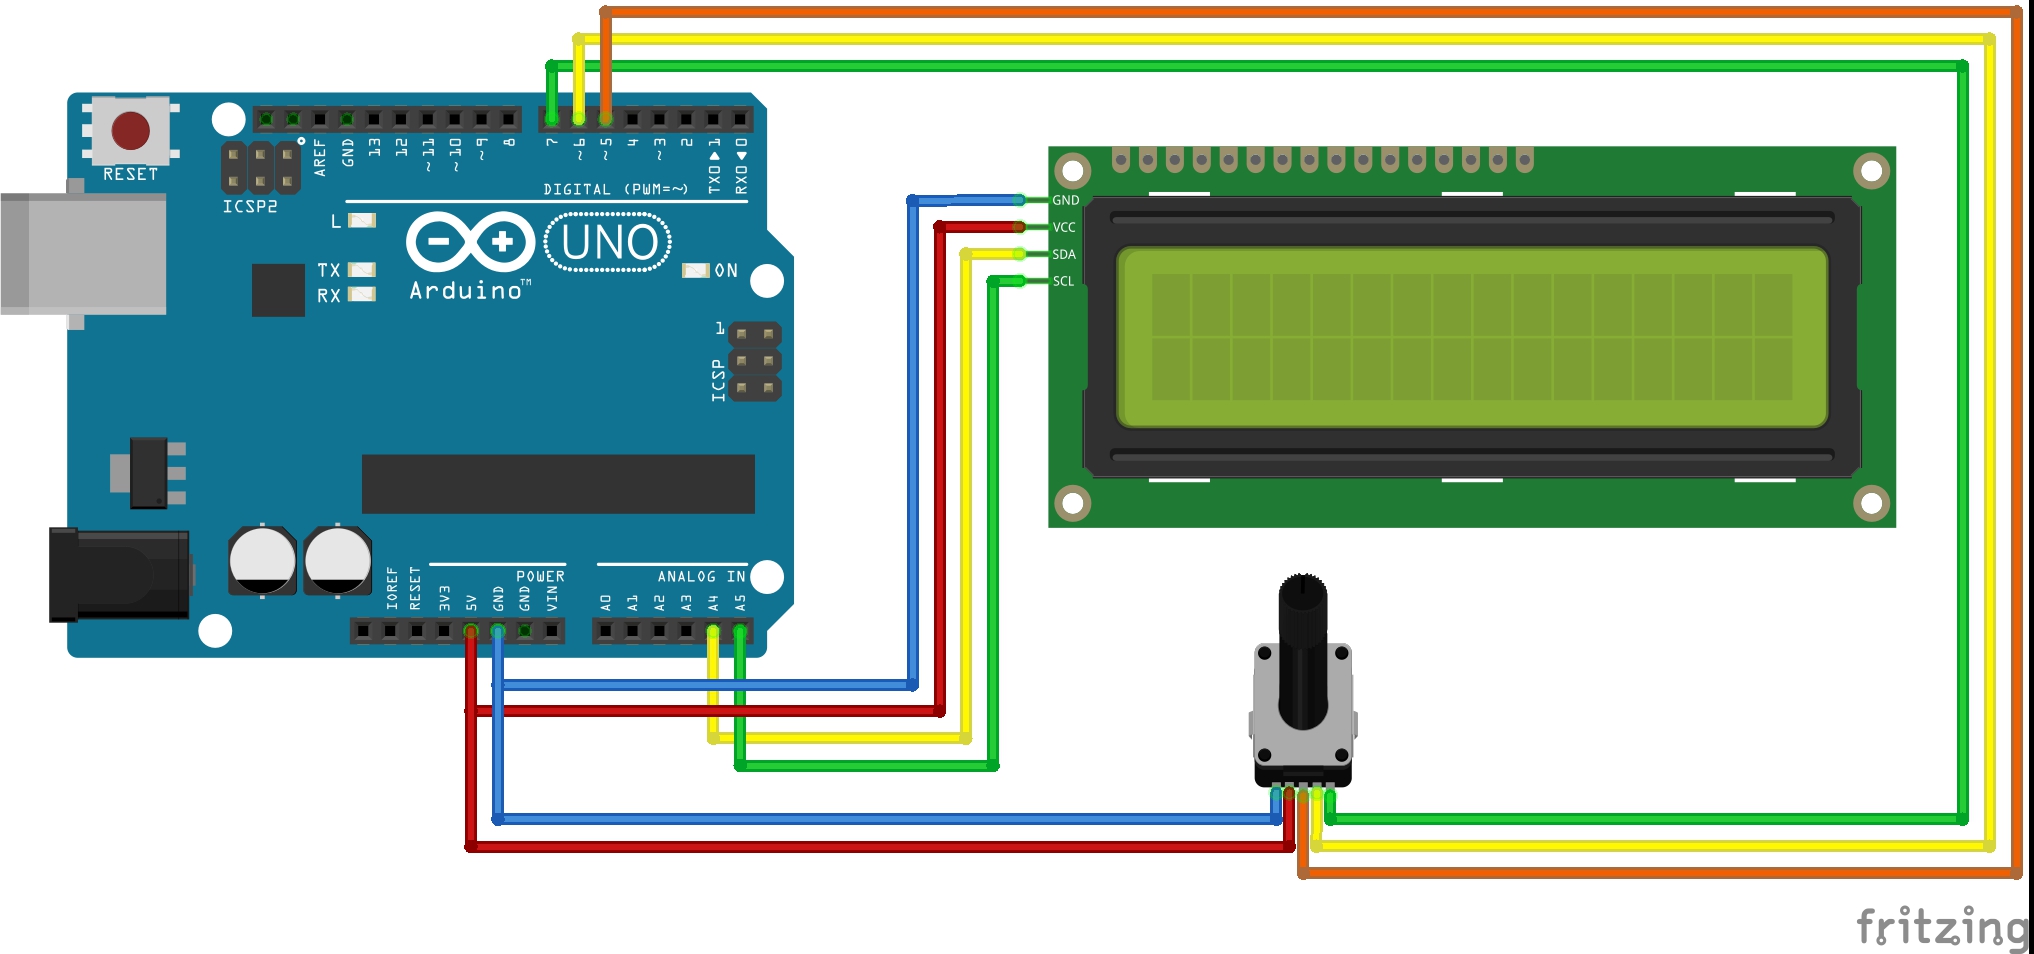 RESET
ICSP2
AREF
GND
13
12
~11
~10
~9
8
7
~6
~5
4
~3
2
TX0▶1
RX0◀0
DIGITAL (PWM=~)
L
TX
RX
UNO
Arduino™
ON
1
ICSP
GND
VCC
SDA
SCL
POWER
ANALOG IN
IOREF
RESET
3V3
5V
GND
GND
VIN
A0
A1
A2
A3
A4
A5
fritzing